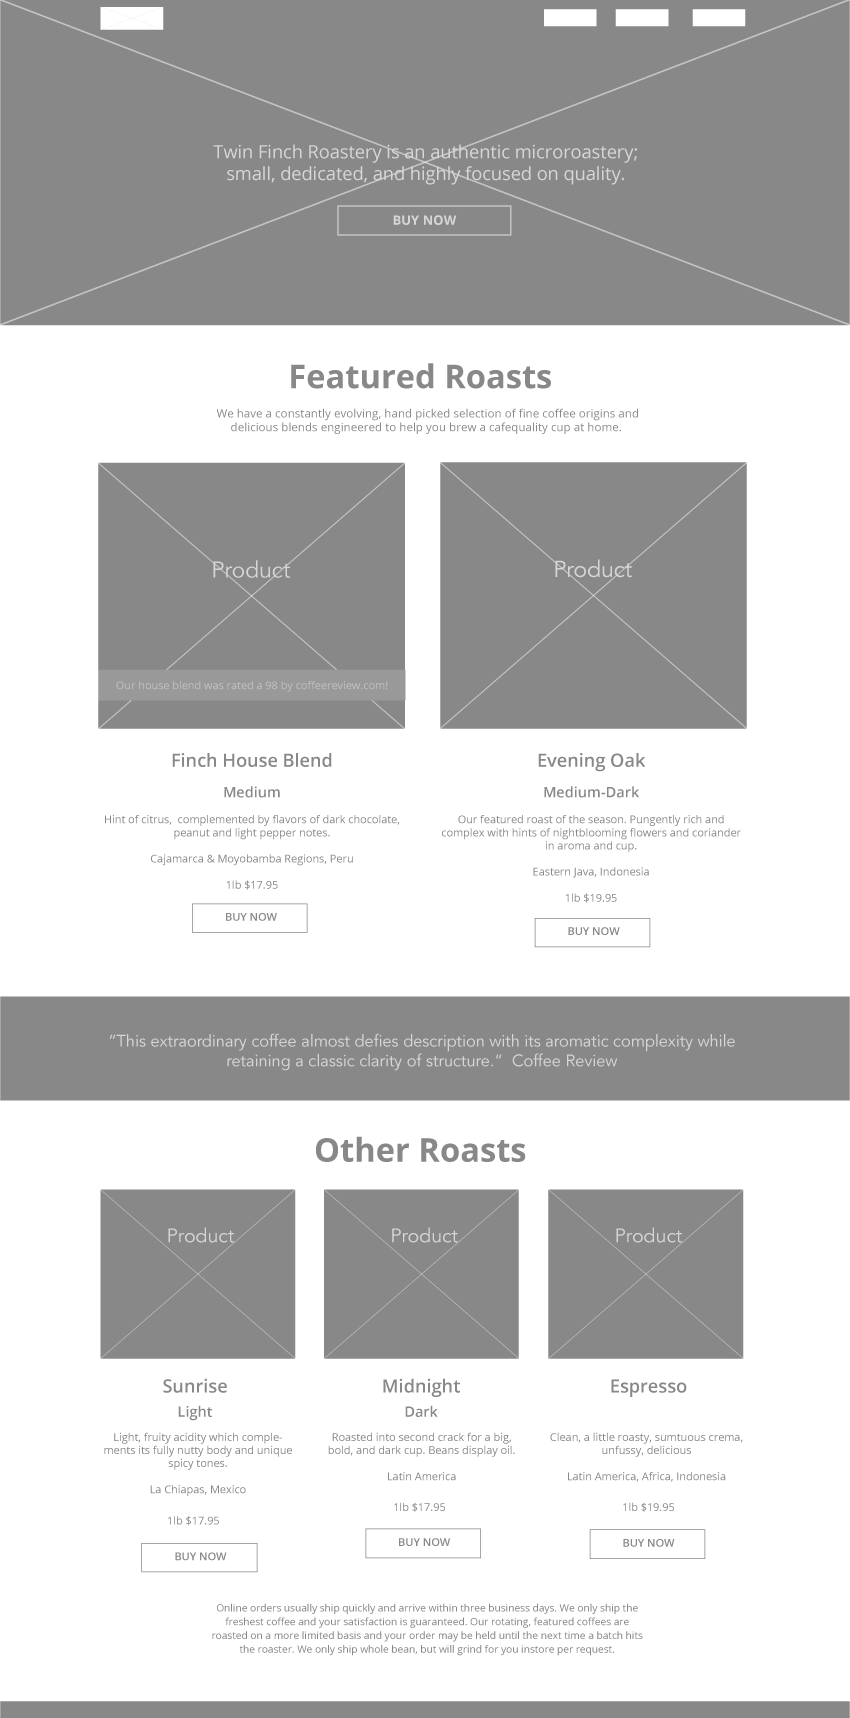 Twin Finch Roastery is an authentic microroastery;
small, dedicated, and highly focused on quality.
BUY NOW
Featured Roasts
We have a constantly evolving, hand picked selection of fine coffee origins and
delicious blends engineered to help you brew a cafequality cup at home.
Product
Our house blend was rated a 98 by coffeereview.com!
Finch House Blend
Medium
Hint of citrus, complemented by flavors of dark chocolate,
peanut and light pepper notes.
Cajamarca & Moyobamba Regions, Peru
1lb $17.95
BUY NOW
Product
Evening Oak
Medium-Dark
Our featured roast of the season. Pungently rich and
complex with hints of nightblooming flowers and coriander
in aroma and cup.
Eastern Java, Indonesia
1lb $19.95
BUY NOW
“This extraordinary coffee almost defies description with its aromatic complexity while
retaining a classic clarity of structure.” Coffee Review
Other Roasts
Product
Sunrise
Light
Light, fruity acidity which comple-
ments its fully nutty body and unique
spicy tones.
La Chiapas, Mexico
1lb $17.95
BUY NOW
Product
Midnight
Dark
Roasted into second crack for a big,
bold, and dark cup. Beans display oil.
Latin America
1lb $17.95
BUY NOW
Product
Espresso
Clean, a little roasty, sumtuous crema,
unfussy, delicious
Latin America, Africa, Indonesia
1lb $19.95
BUY NOW
Online orders usually ship quickly and arrive within three business days. We only ship the
freshest coffee and your satisfaction is guaranteed. Our rotating, featured coffees are
roasted on a more limited basis and your order may be held until the next time a batch hits
the roaster. We only ship whole bean, but will grind for you instore per request.